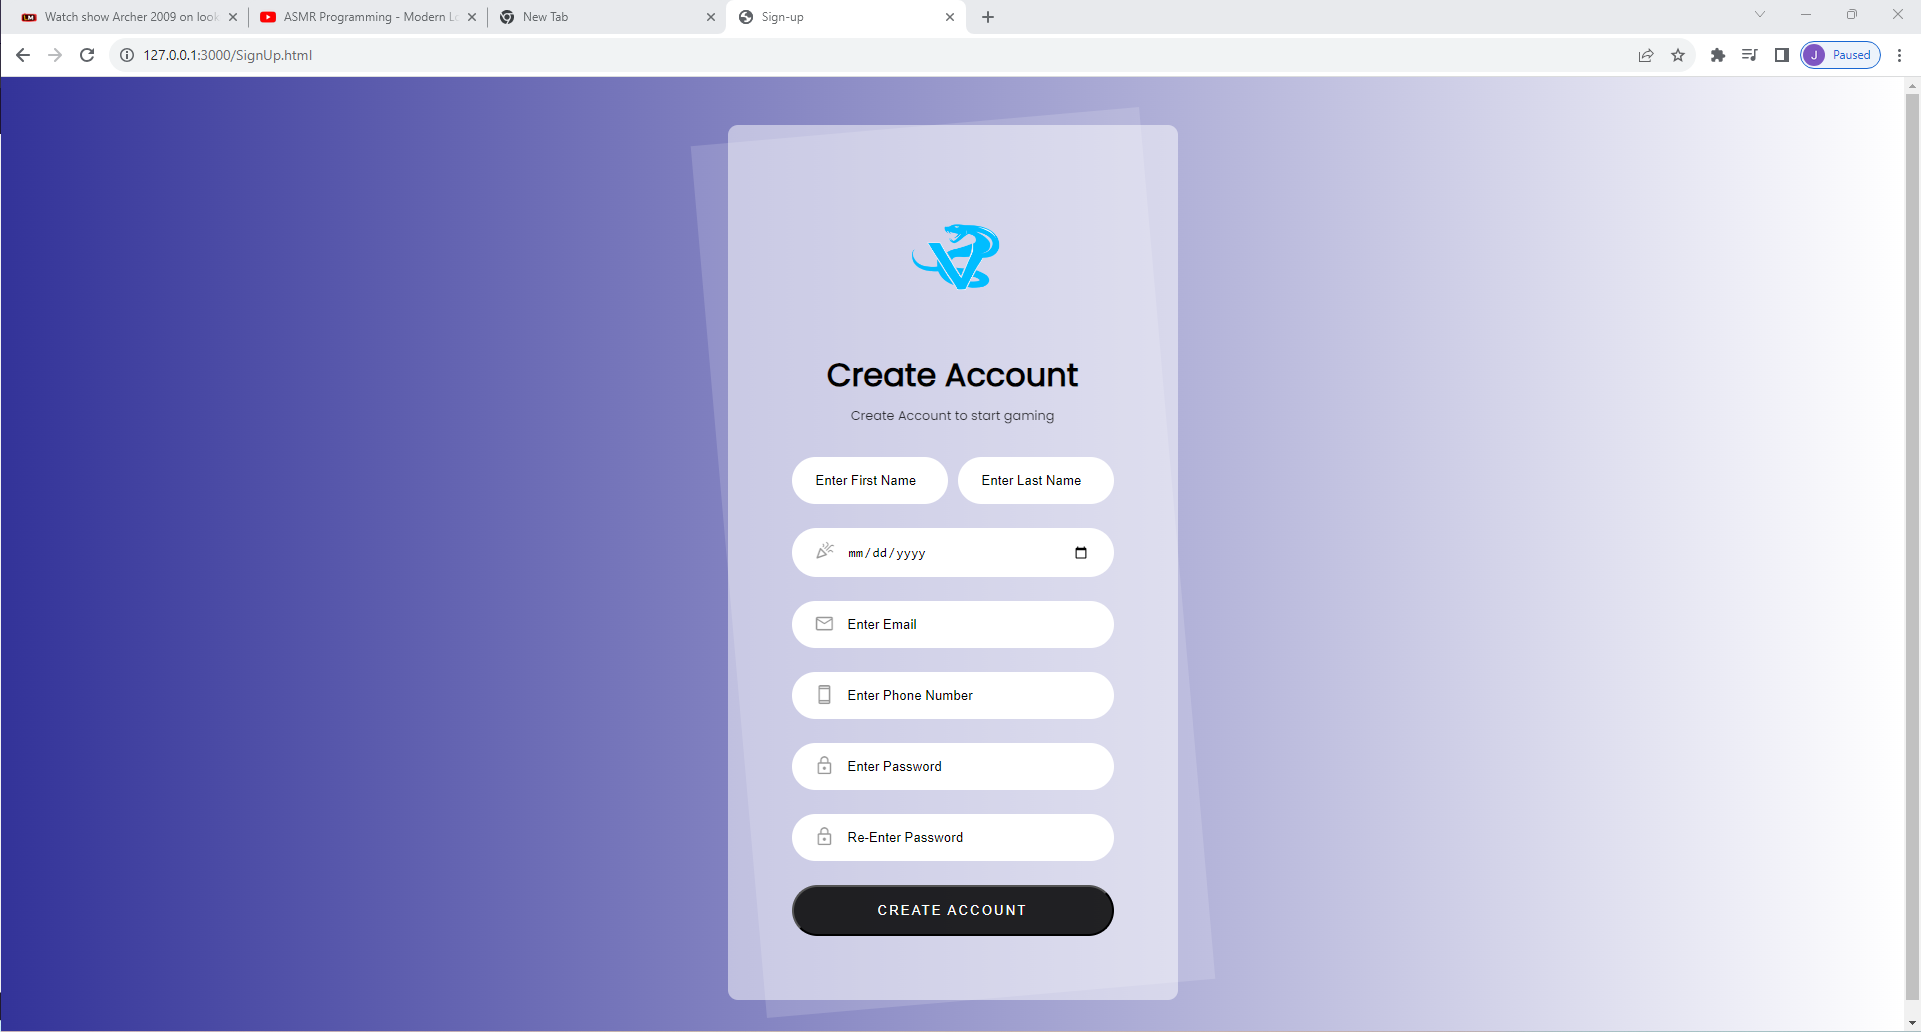 Watch show Archer 2009 on look
ASMR Programming - Modern Lo
New Tab
Sign-up
127.0.0.1:3000/SignUp.html
J Paused
V
Create Account
Create Account to start gaming
Enter First Name
Enter Last Name
mm/dd/yyyy
Enter Email
Enter Phone Number
Enter Password
Re-Enter Password
CREATE ACCOUNT